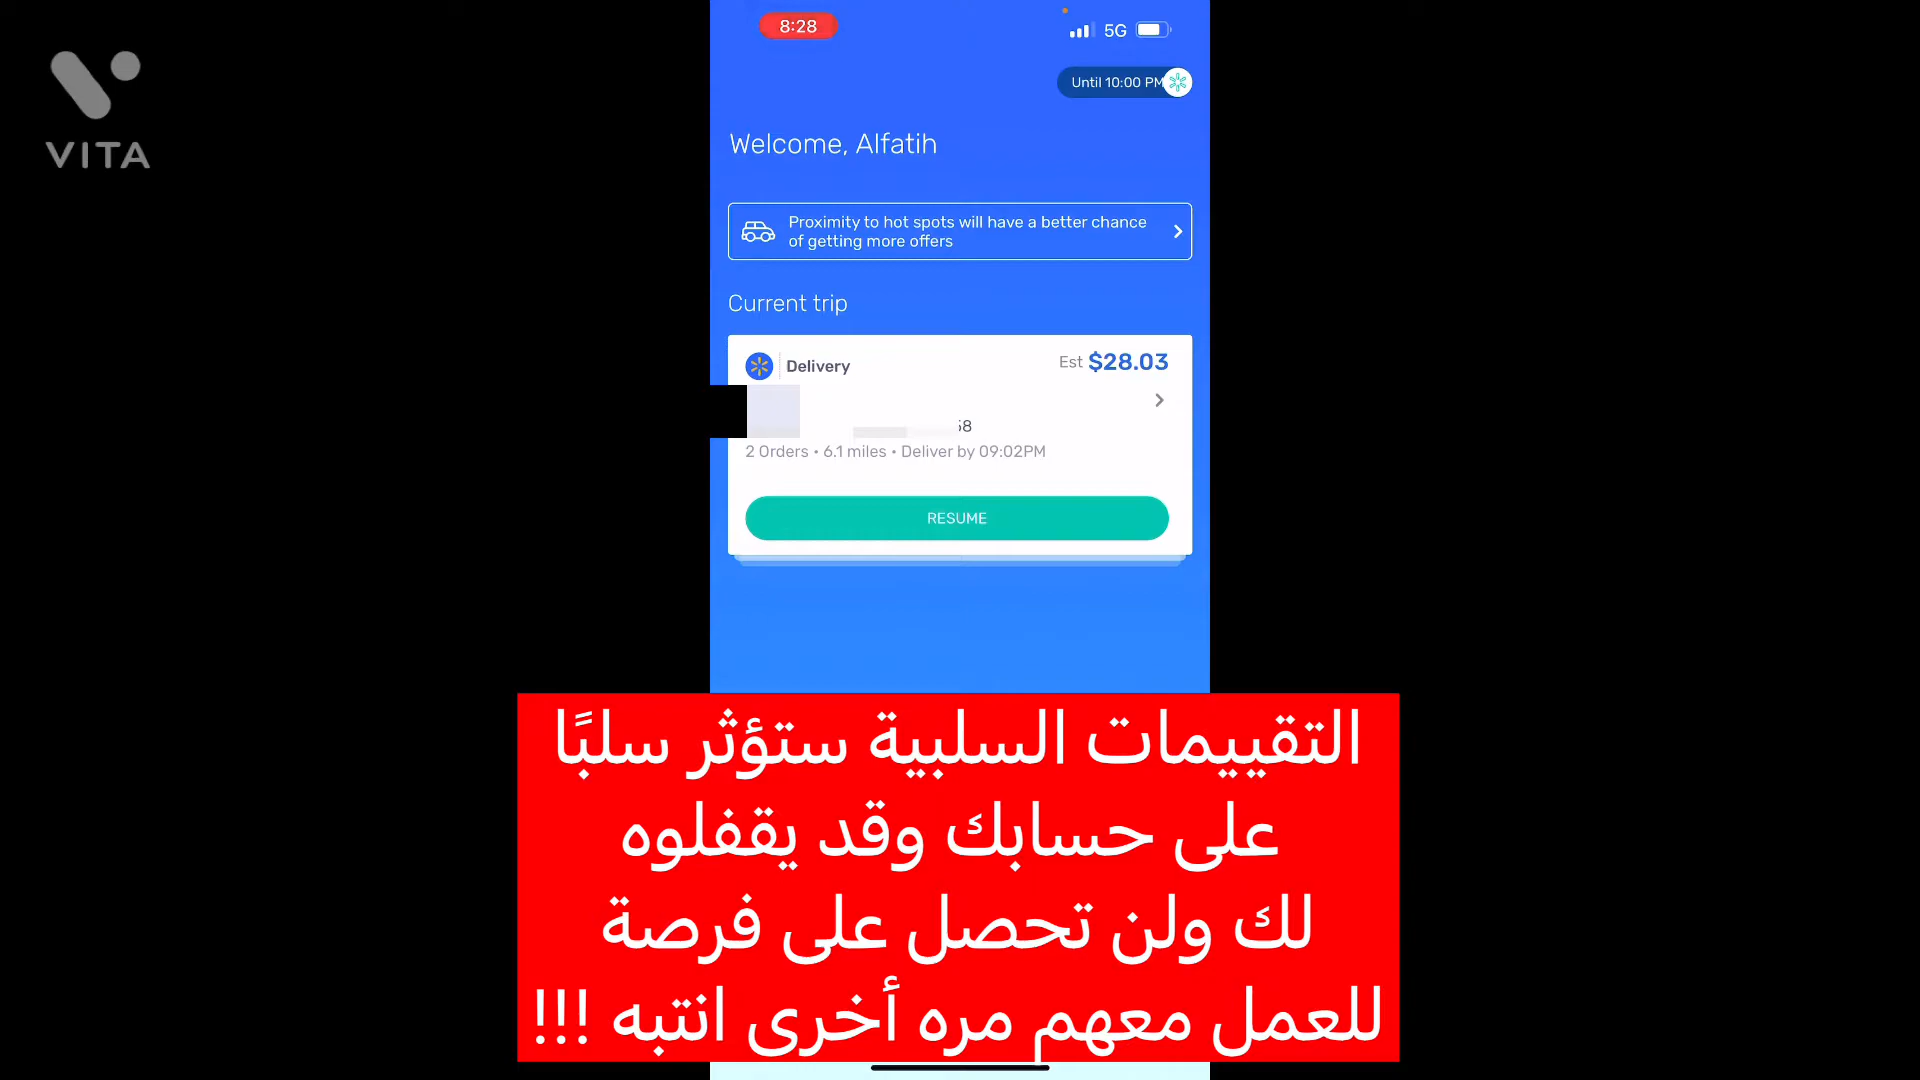 VITA
8:28
5G
Until 10:00 PM
Welcome, Alfatih
Proximity to hot spots will have a better chance
of getting more offers
Current trip
Delivery
Est $28.03
58
2 Orders • 6.1 miles • Deliver by 09:02PM
RESUME
التقييمات السلبية ستؤثر سلبًا
على حسابك وقد يقفلوه
لك ولن تحصل على فرصة
للعمل معهم مره أخرى انتبه !!!